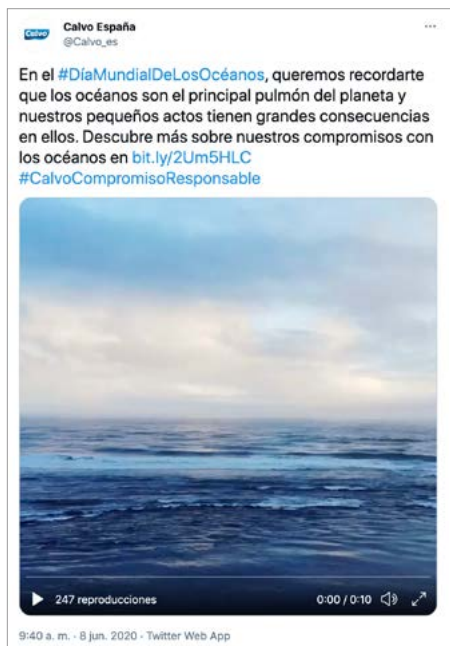 Calvo
Calvo España
@Calvo_es
En el #DíaMundialDeLosOcéanos, queremos recordarte
que los océanos son el principal pulmón del planeta y
nuestros pequeños actos tienen grandes consecuencias
en ellos. Descubre más sobre nuestros compromisos con
los océanos en bit.ly/2Um5HLC
#CalvoCompromisoResponsable
247 reproducciones 0:00 / 0:10
9:40 a. m. · 8 jun. 2020 · Twitter Web App